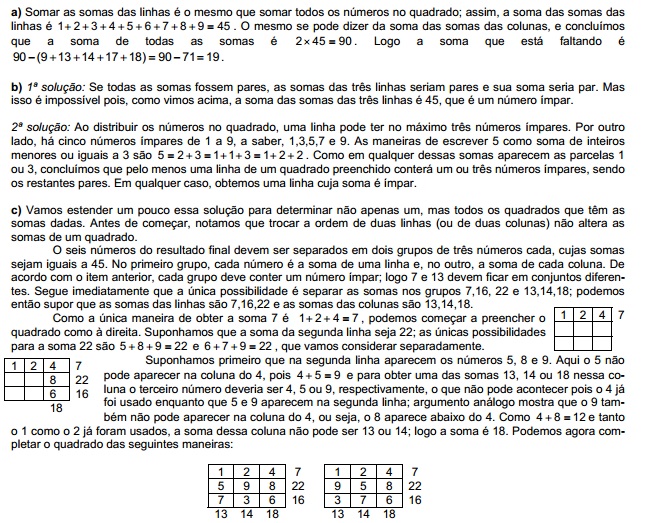 a) Somar as somas das linhas é o mesmo que somar todos os números no quadrado; assim, a soma das somas das
linhas é 1+2+3+4+5+6+7+8+9=45. O mesmo se pode dizer da soma das somas das colunas, e concluímos
que a soma de todas as somas é 2×45=90. Logo a soma que está faltando é
90−(9+13+14+17+18)=90−71=19.
b) 1ª solução: Se todas as somas fossem pares, as somas das três linhas seriam pares e sua soma seria par. Mas
isso é impossível pois, como vimos acima, a soma das somas das três linhas é 45, que é um número ímpar.
2ª solução: Ao distribuir os números no quadrado, uma linha pode ter no máximo três números ímpares. Por outro
lado, há cinco números ímpares de 1 a 9, a saber, 1,3,5,7 e 9. As maneiras de escrever 5 como soma de inteiros
menores ou iguais a 3 são 5=2+3=1+1+3=1+2+2. Como em qualquer dessas somas aparecem as parcelas 1
ou 3, concluímos que pelo menos uma linha de um quadrado preenchido conterá um ou três números ímpares, sendo
os restantes pares. Em qualquer caso, obtemos uma linha cuja soma é ímpar.
c) Vamos estender um pouco essa solução para determinar não apenas um, mas todos os quadrados que têm as
somas dadas. Antes de começar, notamos que trocar a ordem de duas linhas (ou de duas colunas) não altera as
somas de um quadrado.
O seis números do resultado final devem ser separados em dois grupos de três números cada, cujas somas
sejam iguais a 45. No primeiro grupo, cada número é a soma de uma linha e, no outro, a soma de cada coluna. De
acordo com o item anterior, cada grupo deve conter um número ímpar; logo 7 e 13 devem ficar em conjuntos diferen-
tes. Segue imediatamente que a única possibilidade é separar as somas nos grupos 7,16, 22 e 13,14,18; podemos
então supor que as somas das linhas são 7,16,22 e as somas das colunas são 13,14,18.
Como a única maneira de obter a soma 7 é 1+2+4=7, podemos começar a preencher o
quadrado como à direita. Suponhamos que a soma da segunda linha seja 22; as únicas possibilidades
para a soma 22 são 5+8+9=22 e 6+7+9=22, que vamos considerar separadamente.
1 2 4 7
Suponhamos primeiro que na segunda linha aparecem os números 5, 8 e 9. Aqui o 5 não
pode aparecer na coluna do 4, pois 4+5=9 e para obter uma das somas 13, 14 ou 18 nessa co-
luna o terceiro número deveria ser 4, 5 ou 9, respectivamente, o que não pode acontecer pois o 4 já
foi usado enquanto que 5 e 9 aparecem na segunda linha; argumento análogo mostra que o 9 tam-
bém não pode aparecer na coluna do 4, ou seja, o 8 aparece abaixo do 4. Como 4+8=12 e tanto
o 1 como o 2 já foram usados, a soma dessa coluna não pode ser 13 ou 14; logo a soma é 18. Podemos agora com-
pletar o quadrado das seguintes maneiras:
1 2 4 7
8 22
6 16
18
1 2 4 7
5 9 8 22
7 3 6 16
13 14 18
1 2 4 7
9 5 8 22
3 7 6 16
13 14 18